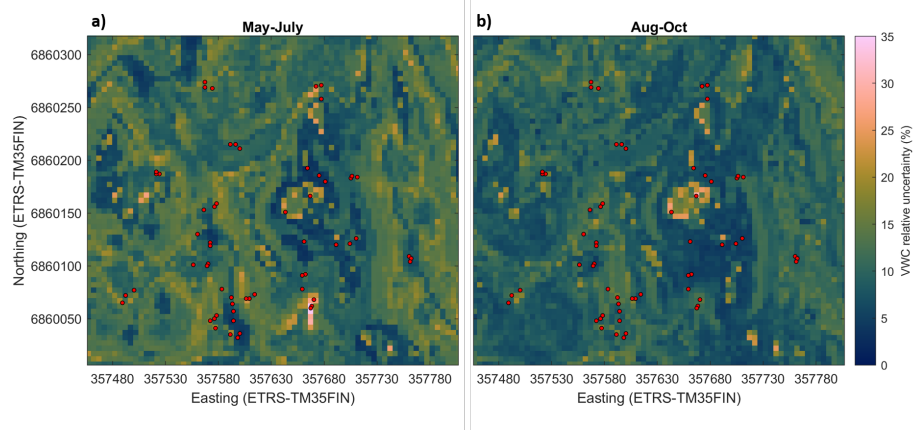 a) May-July
b) Aug-Oct
6860300
6860250
6860200
6860150
6860100
6860050
Northing (ETRS-TM35FIN)
357480 357530 357580 357630 357680 357730 357780
Easting (ETRS-TM35FIN)
357480 357530 357580 357630 357680 357730 357780
Easting (ETRS-TM35FIN)
35
30
25
20
15
10
5
0
VWC relative uncertainty (%)